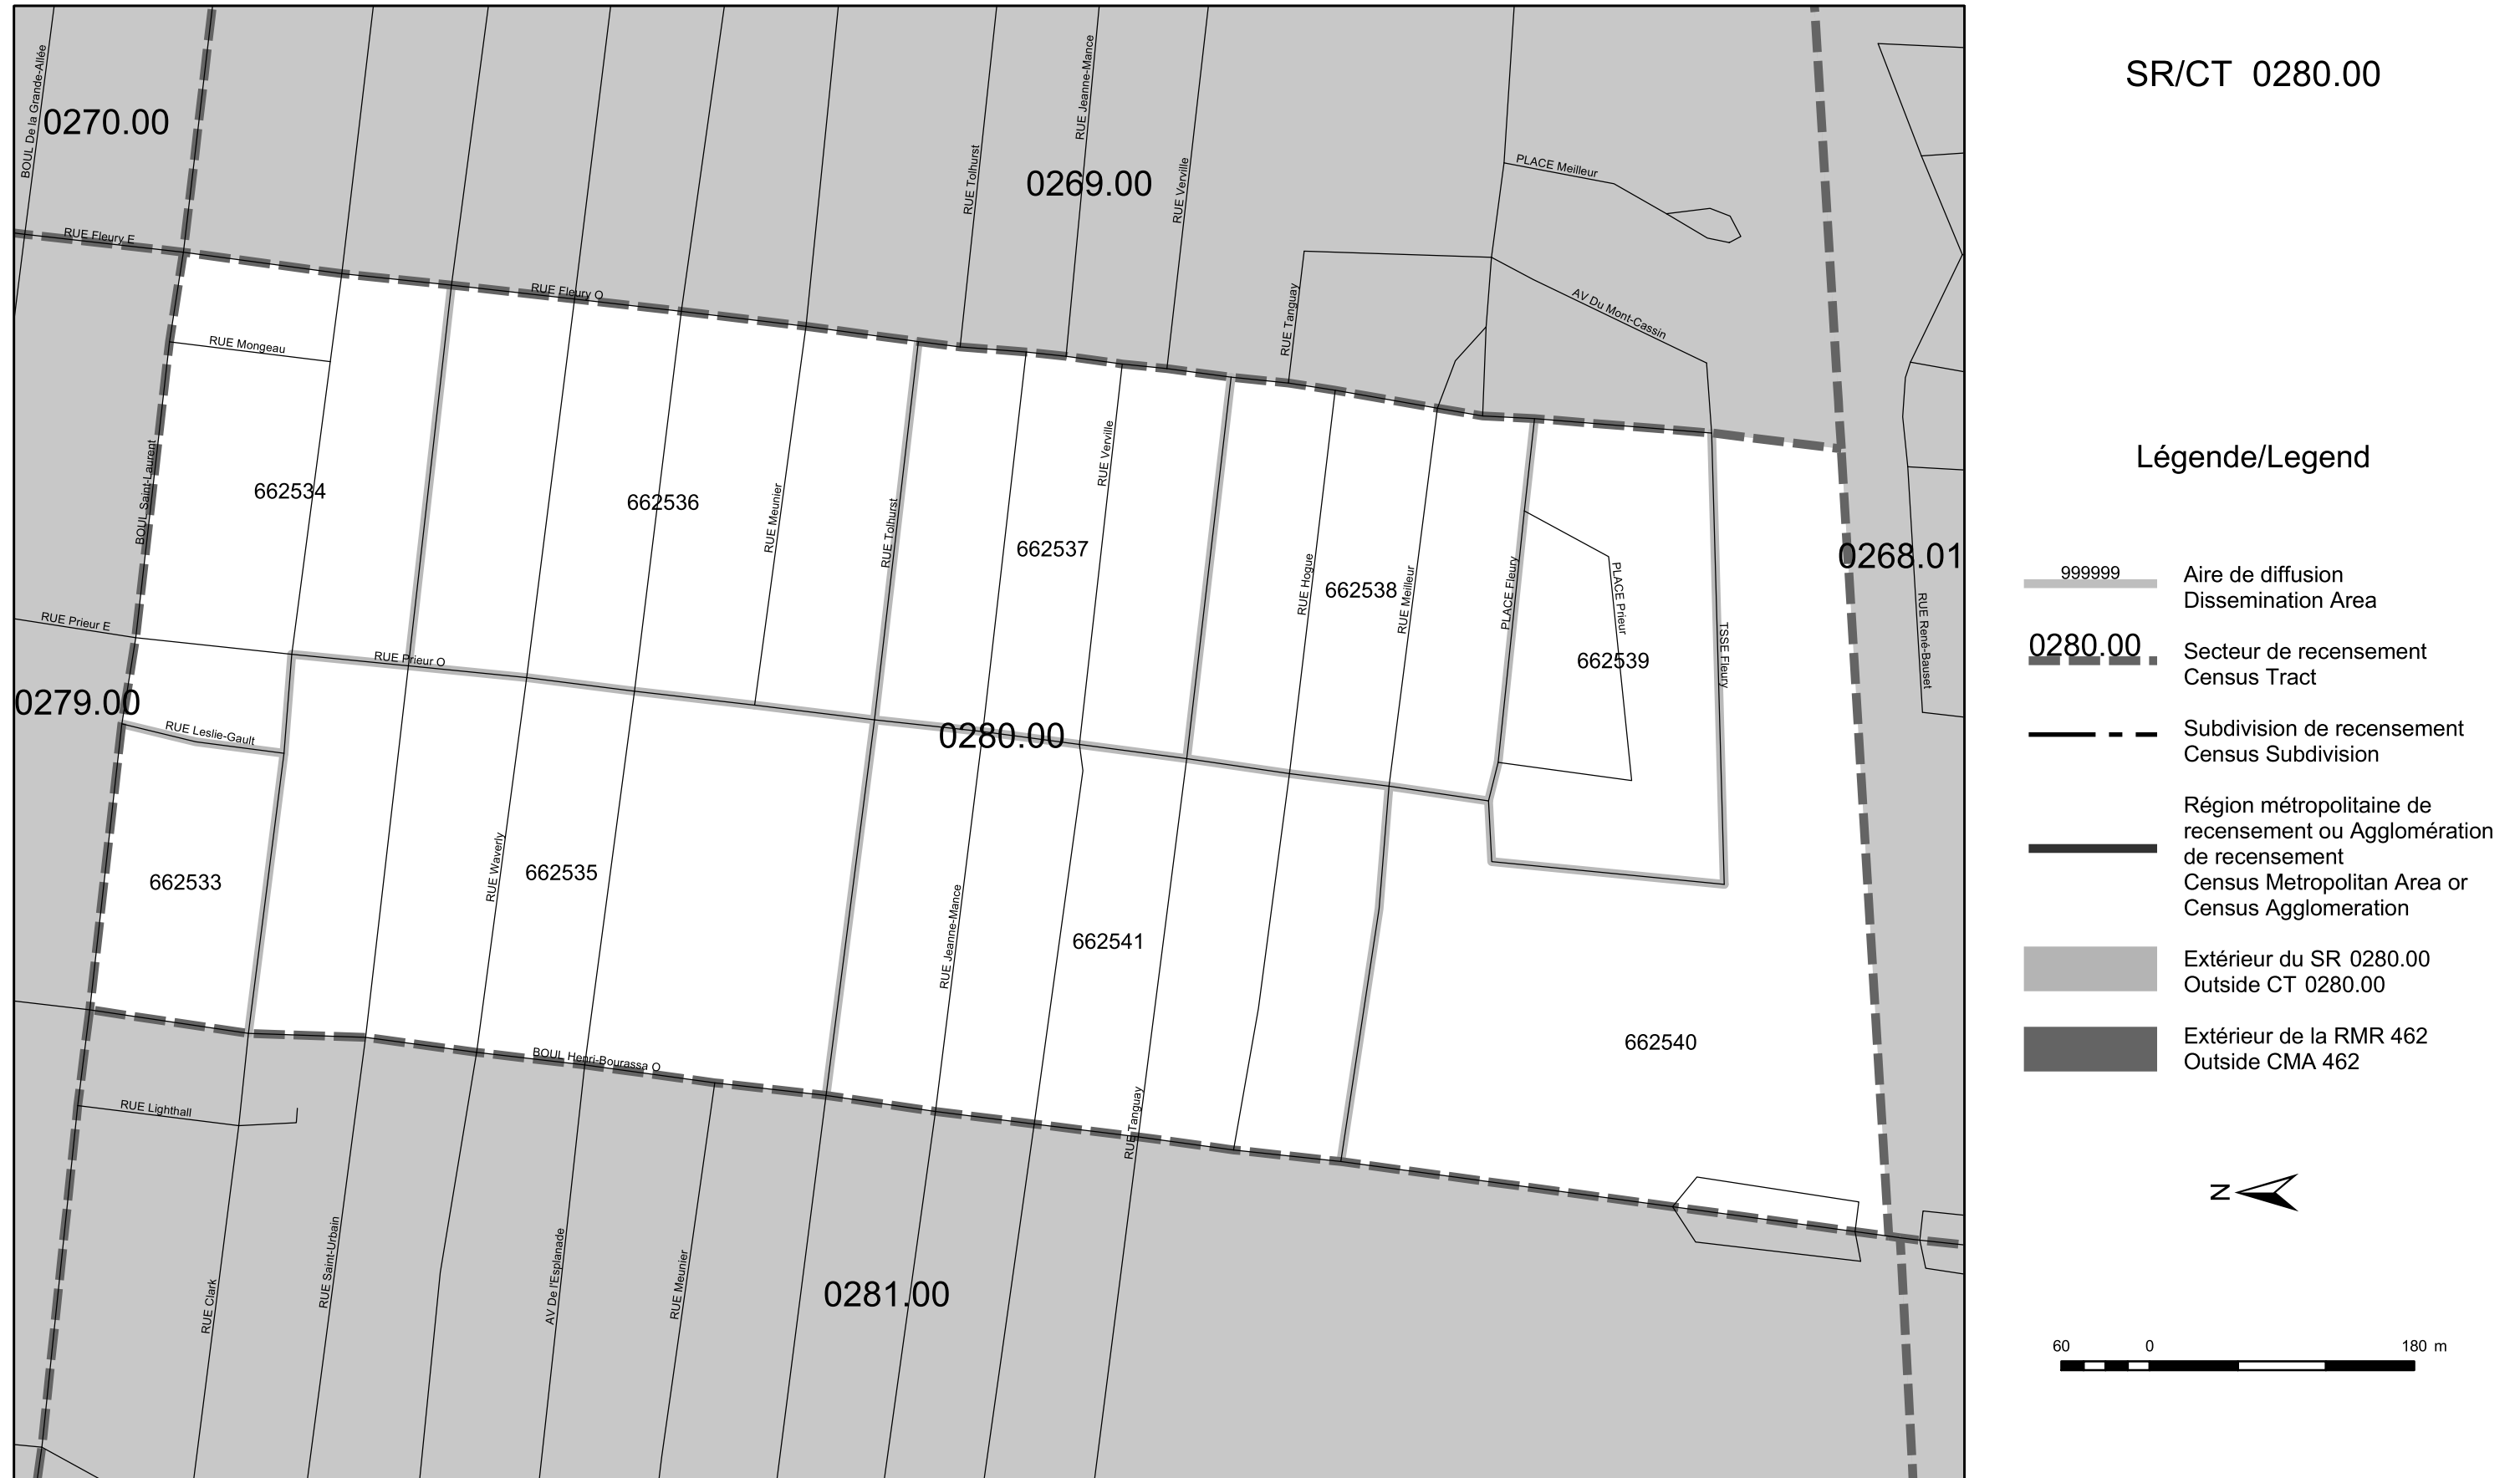 SR/CT 0280.00
BOUL De la Grande-Allée
0270.00
RUE Fleury E
RUE Tolhurst
RUE Jeanne-Mance
0269.00
RUE Verville
PLACE Meilleur
RUE Fleury O
RUE Tanguay
AV Du Mont-Cassin
RUE Mongeau
BOUL Saint-Laurent
662534
662536
RUE Meunier
RUE Tolhurst
662537
RUE Verville
RUE Hogue
662538
RUE Meilleur
PLACE Fleury
PLACE Prieur
662539
TSSE Fleury
0268.01
RUE René-Bauset
RUE Prieur E
RUE Prieur O
0279.00
RUE Leslie-Gault
0280.00
662533
RUE Waverly
662535
RUE Jeanne-Mance
662541
662540
BOUL Henri-Bourassa O
RUE Lighthall
RUE Tanguay
RUE Clark
RUE Saint-Urbain
AV De l'Esplanade
RUE Meunier
0281.00
Légende/Legend
999999
Aire de diffusion
Dissemination Area
0280.00
Secteur de recensement
Census Tract
Subdivision de recensement
Census Subdivision
Région métropolitaine de
recensement ou Agglomération
de recensement
Census Metropolitan Area or
Census Agglomeration
Extérieur du SR 0280.00
Outside CT 0280.00
Extérieur de la RMR 462
Outside CMA 462
N
60 0 180 m